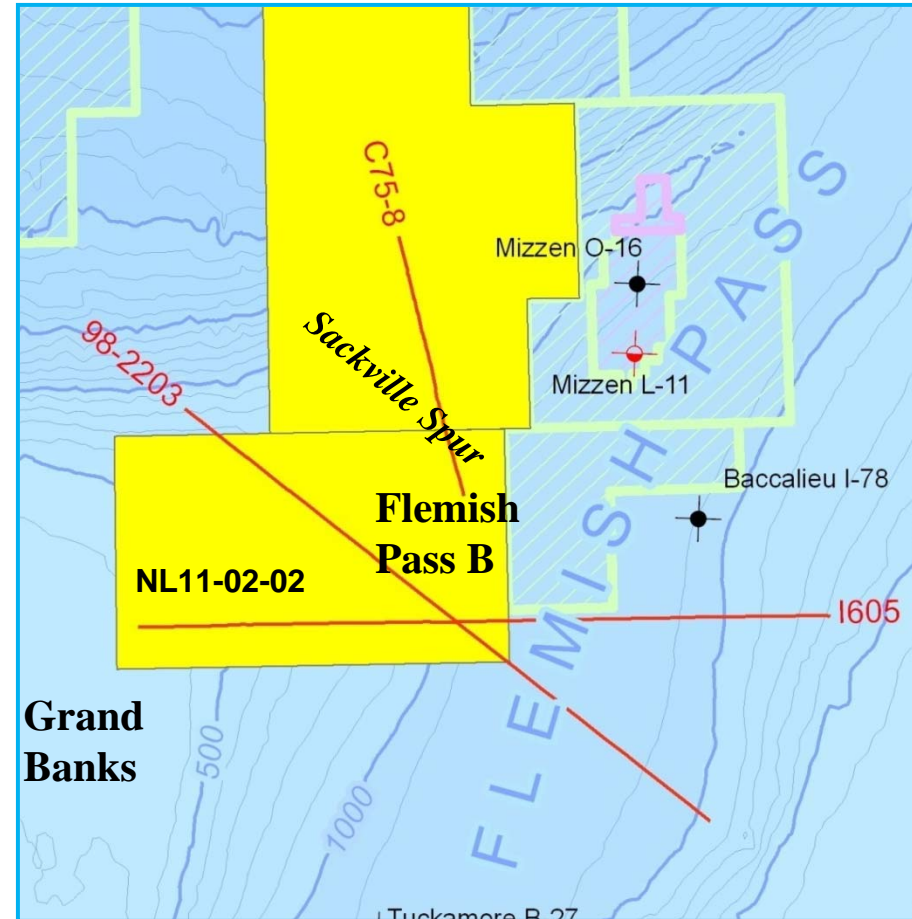 C75-8
Mizzen O-16
98-2203
Sackville Spur
Mizzen L-11
FLEMISH PASS
Baccalieu I-78
Flemish
Pass B
NL11-02-02
I605
Grand
Banks
500
1000
Tuckamore B-27